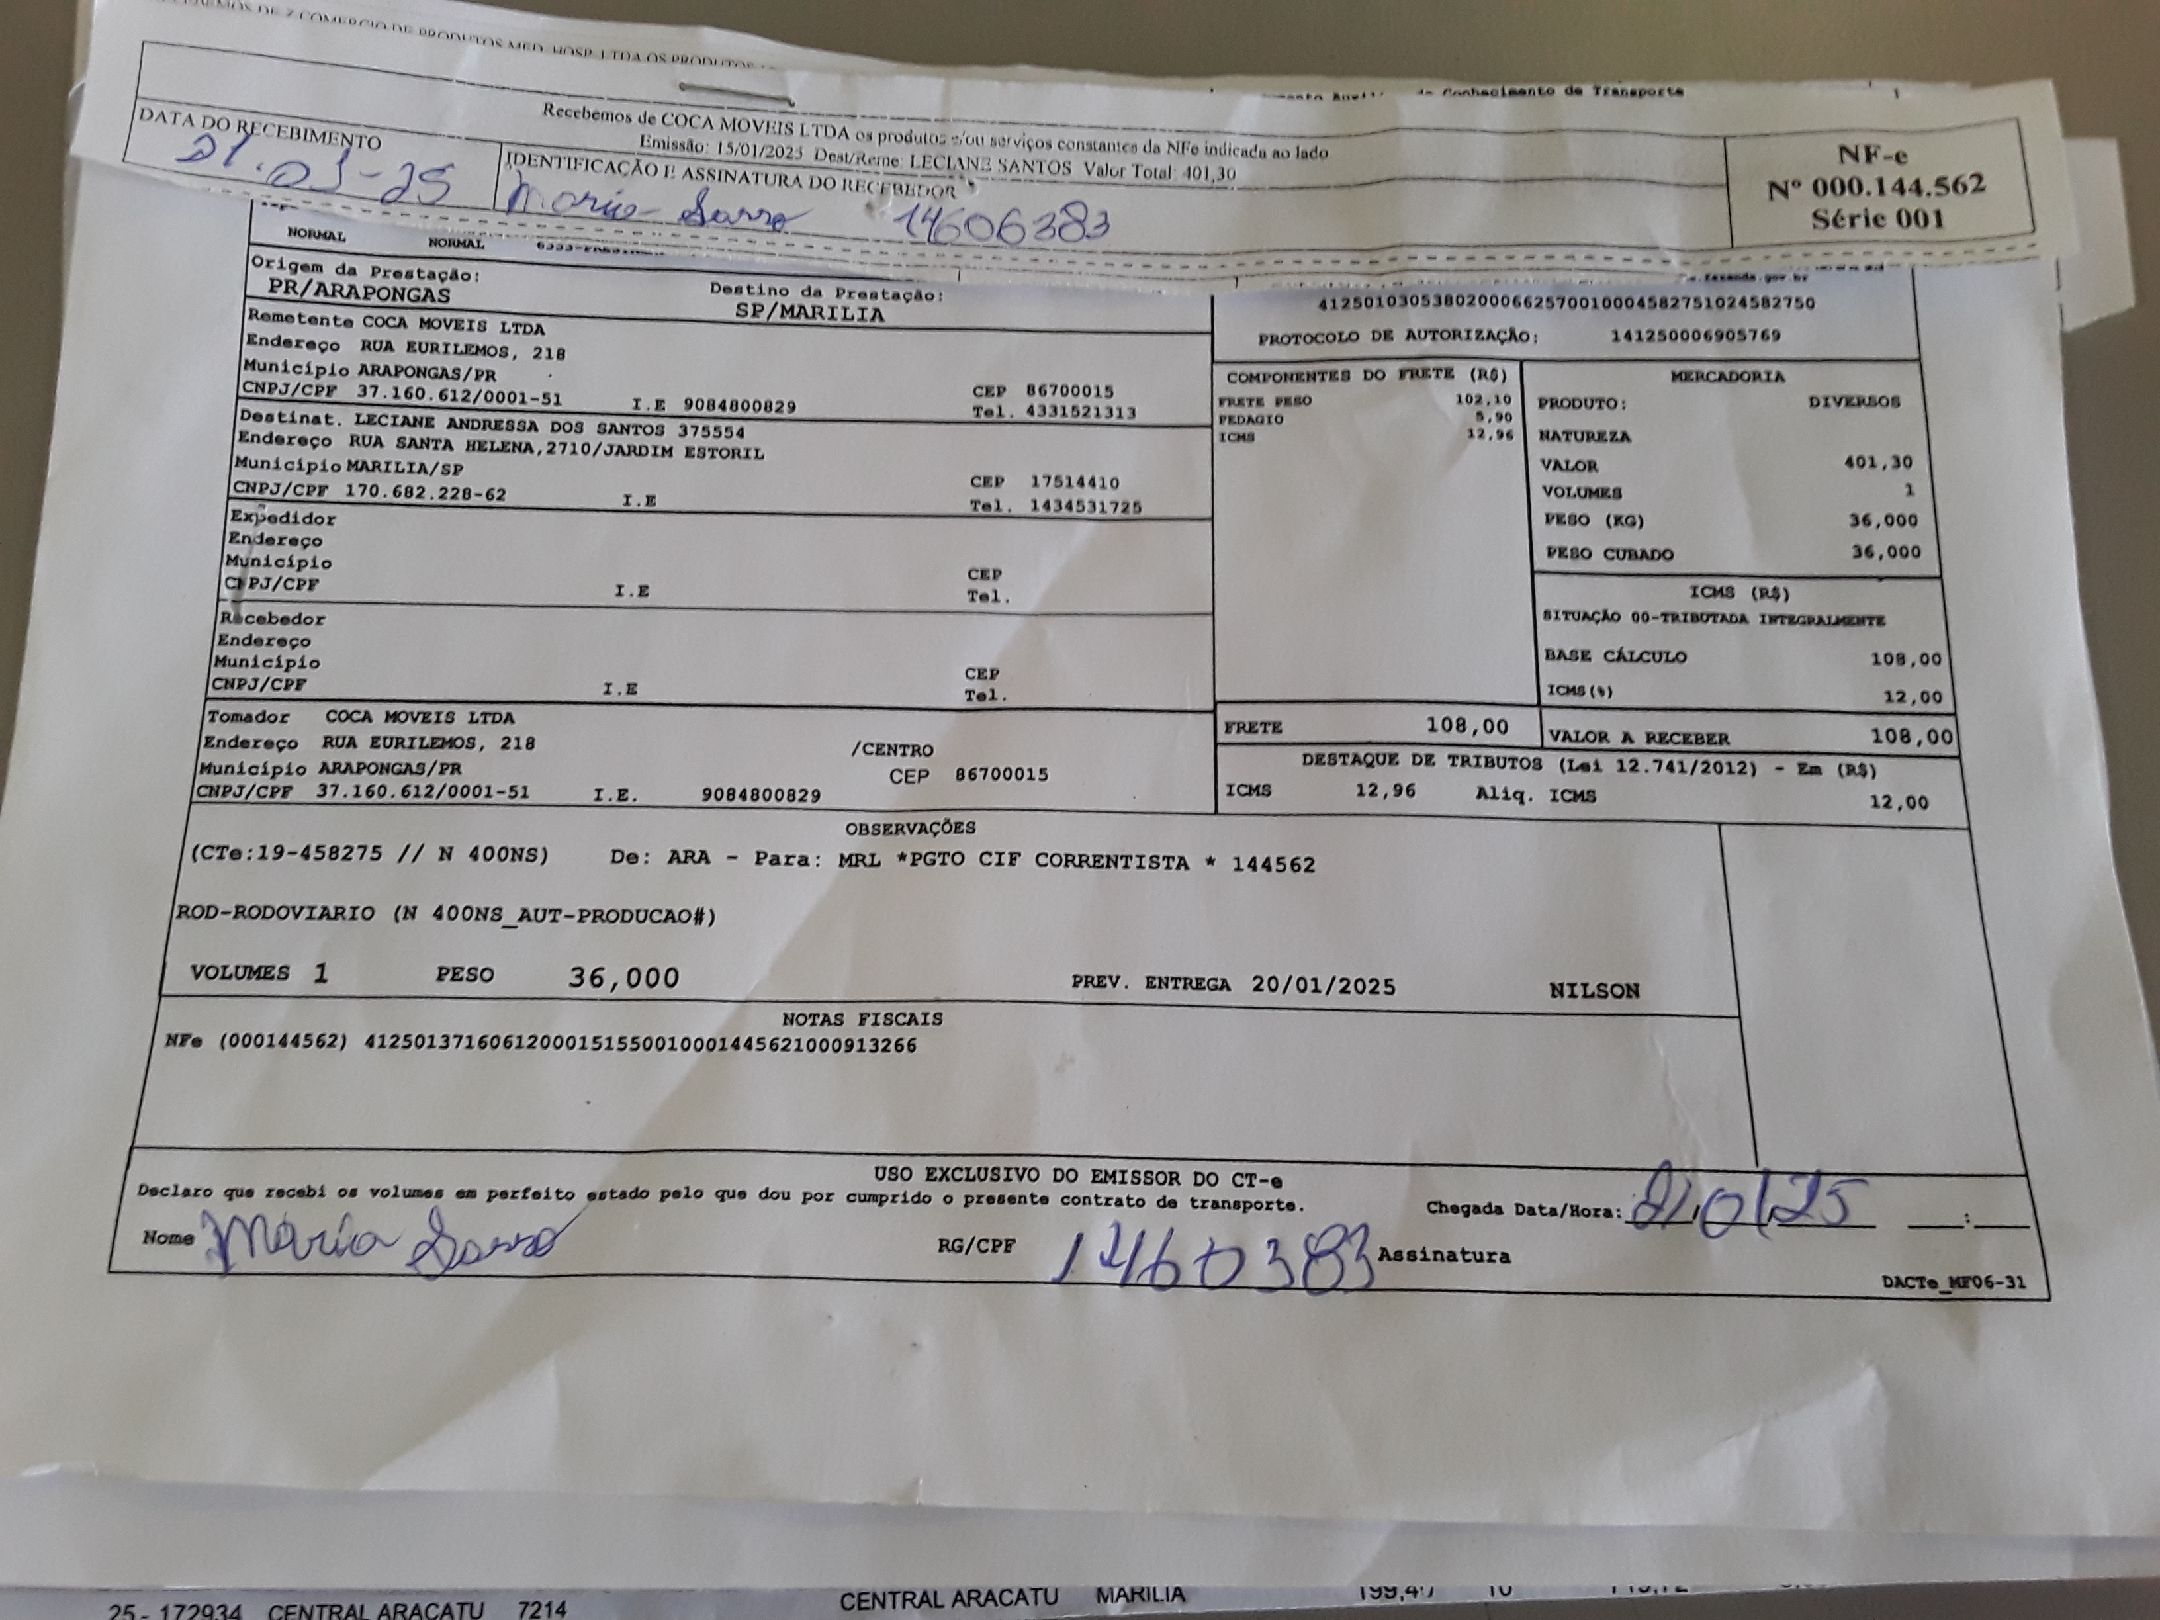 Recebemos de COCA MOVEIS LTDA os produtos e/ou serviços constantes da NFe indicada ao lado
Emissão: 15/01/2025 Dest/Reme: LECIANE SANTOS Valor Total: 401,30
DATA DO RECEBIMENTO
IDENTIFICAÇÃO E ASSINATURA DO RECEBEDOR
14606383
NF-e
Nº 000.144.562
Série 001
Conhecimento de Transporte
NORMAL NORMAL
Origem da Prestação: Destino da Prestação:
PR/ARAPONGAS SP/MARILIA
Remetente COCA MOVEIS LTDA
Endereço RUA EURILEMOS, 218
Município ARAPONGAS/PR CEP 86700015
CNPJ/CPF 37.160.612/0001-51 I.E 9084800829 Tel. 4331521313
Destinat. LECIANE ANDRESSA DOS SANTOS 375554
Endereço RUA SANTA HELENA,2710/JARDIM ESTORIL
Município MARILIA/SP CEP 17514410
CNPJ/CPF 170.682.228-62 I.E Tel. 1434531725
Expedidor
Endereço
Município CEP
CNPJ/CPF I.E Tel.
Recebedor
Endereço
Município CEP
CNPJ/CPF I.E Tel.
Tomador COCA MOVEIS LTDA
Endereço RUA EURILEMOS, 218 /CENTRO
Município ARAPONGAS/PR CEP 86700015
CNPJ/CPF 37.160.612/0001-51 I.E. 9084800829
41250103053802000662570010004582751024582750
PROTOCOLO DE AUTORIZAÇÃO: 141250006905769
COMPONENTES DO FRETE (R$)
FRETE PESO 102,10
PEDAGIO 5,90
ICMS 12,96
MERCADORIA
PRODUTO: DIVERSOS
NATUREZA
VALOR 401,30
VOLUMES 1
PESO (KG) 36,000
PESO CUBADO 36,000
ICMS (R$)
SITUAÇÃO 00-TRIBUTADA INTEGRALMENTE
BASE CÁLCULO 108,00
ICMS(%) 12,00
FRETE 108,00 VALOR A RECEBER 108,00
DESTAQUE DE TRIBUTOS (Lei 12.741/2012) - Em (R$)
ICMS 12,96 Aliq. ICMS 12,00
OBSERVAÇÕES
(CTe:19-458275 // N 400NS) De: ARA - Para: MRL *PGTO CIF CORRENTISTA * 144562
ROD-RODOVIARIO (N 400NS_AUT-PRODUCAO#)
VOLUMES 1 PESO 36,000 PREV. ENTREGA 20/01/2025 NILSON
NOTAS FISCAIS
NFe (000144562) 41250137160612000151550010001445621000913266
USO EXCLUSIVO DO EMISSOR DO CT-e
Declaro que recebi os volumes em perfeito estado pelo que dou por cumprido o presente contrato de transporte.
Chegada Data/Hora: 21/01/25 :
Nome Maria RG/CPF Assinatura
DACTe_MF06-31
25 - 172934 CENTRAL ARACATU 7214 CENTRAL ARACATU MARILIA